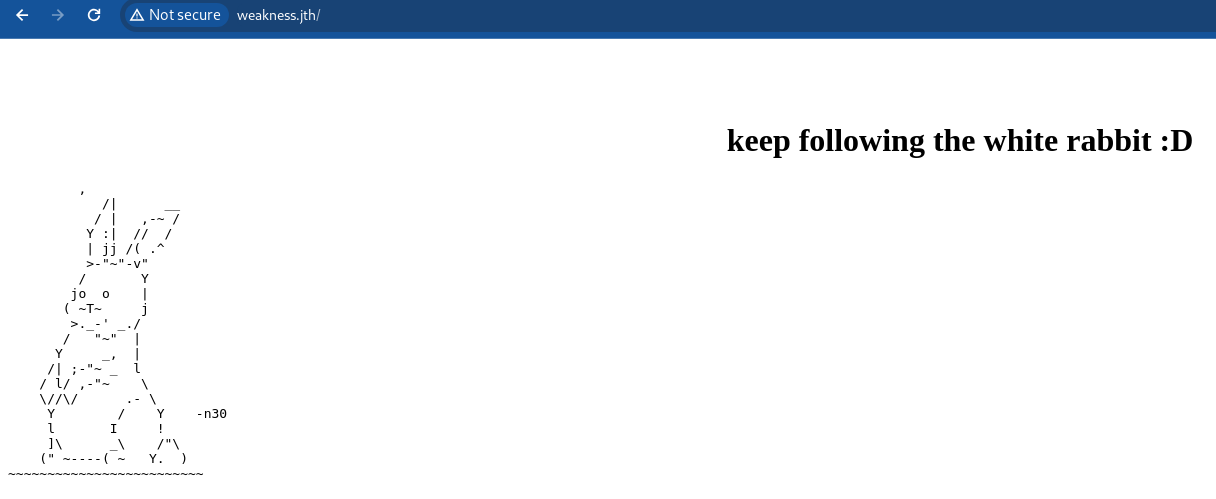 Not secure weakness.jth/
keep following the white rabbit :D
         ,
            /|      __
           / |   ,-~ /
          Y :|  //  /
          | jj /( .^
          >-"~"-v"
         /       Y
        jo  o    |
       ( ~T~     j
        >._-' _./
       /   "~"  |
      Y     _,  |
     /| ;-"~ _  l
    / l/ ,-"~    \
    \//\/      .- \
     Y        /    Y    -n30
     l       I     !
     ]\      _\    /"\
    (" ~----( ~   Y.  )
~~~~~~~~~~~~~~~~~~~~~~~~~